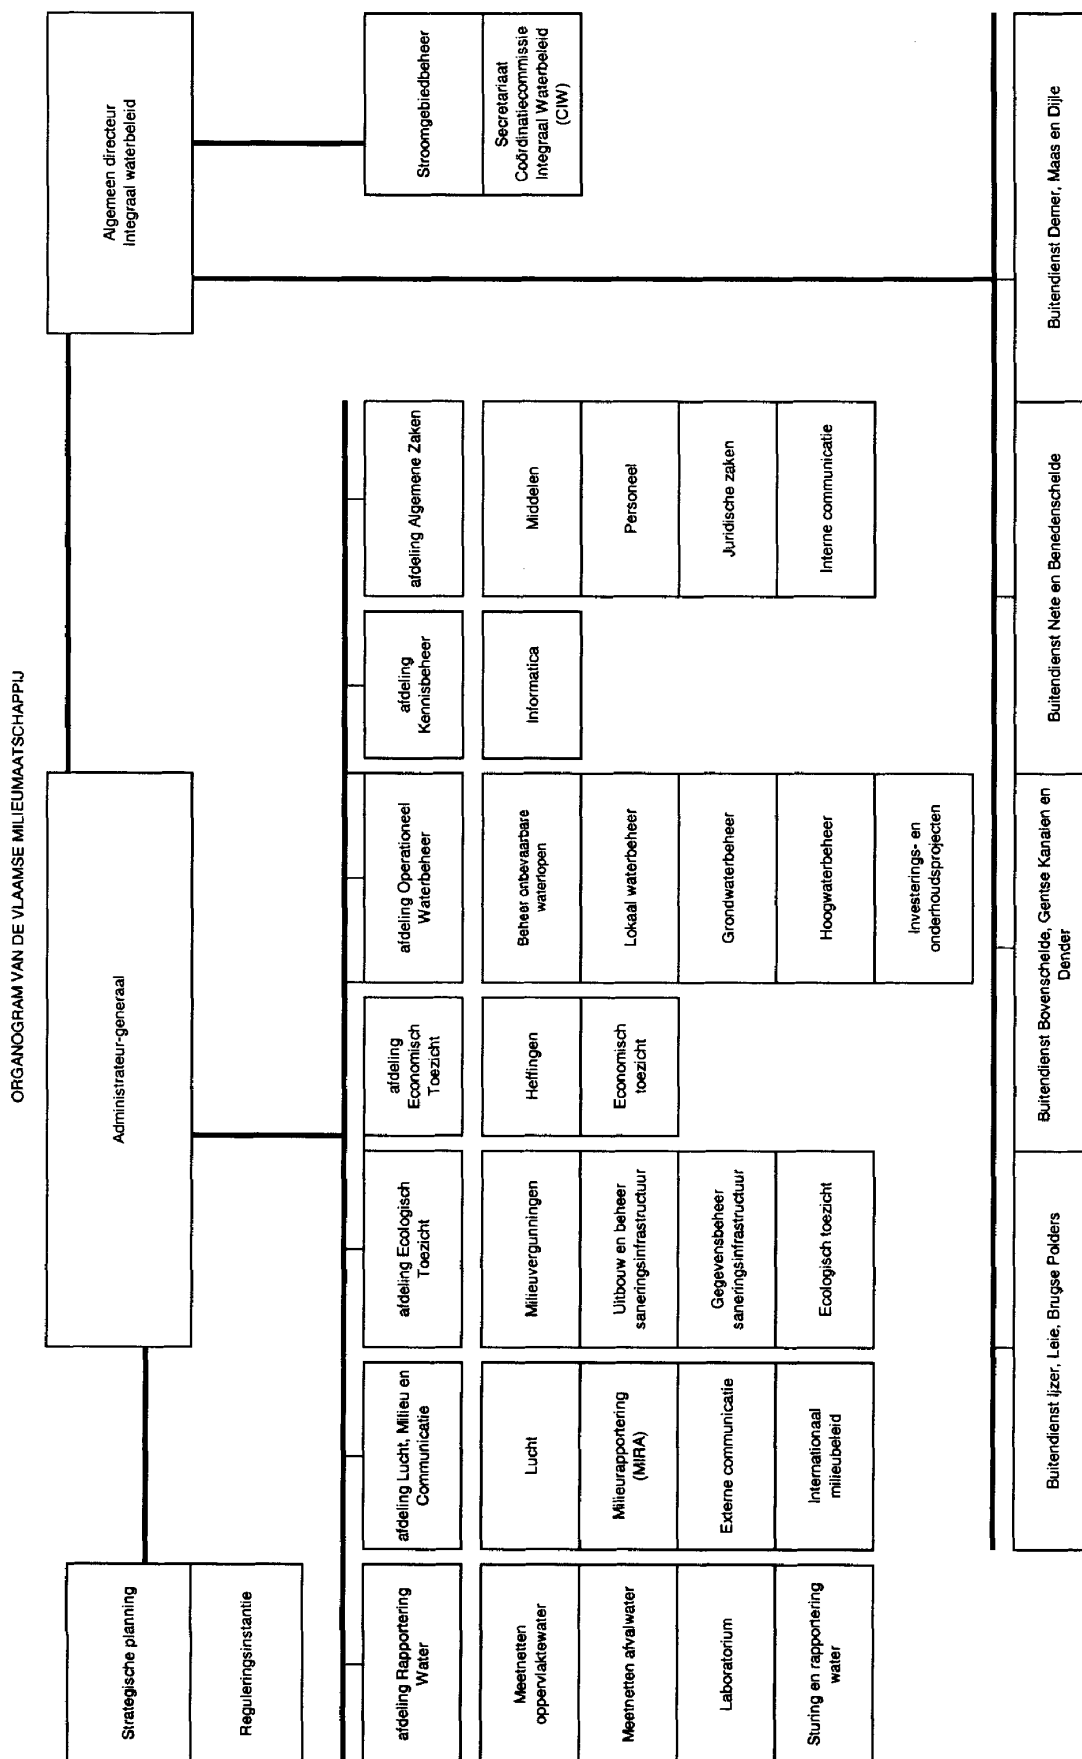 ORGANOGRAM VAN DE VLAAMSE MILIEUMAATSCHAPPIJ
Strategische planning
Reguleringsinstantie
Administrateur-generaal
Algemeen directeur
Integraal waterbeleid
Stroomgebiedbeheer
Secretariaat
Coördinatiecommissie
Integraal Waterbeleid
(CIW)
afdeling Rapportering
Water
Meetnetten
oppervlaktewater
Meetnetten afvalwater
Laboratorium
Sturing en rapportering
water
afdeling Lucht, Milieu en
Communicatie
Lucht
Milieurapportering
(MIRA)
Externe communicatie
Internationaal
milieubeleid
afdeling Ecologisch
Toezicht
Milieuvergunningen
Uitbouw en beheer
saneringsinfrastructuur
Gegevensbeheer
saneringsinfrastructuur
Ecologisch toezicht
afdeling
Economisch
Toezicht
Heffingen
Economisch
toezicht
afdeling Operationeel
Waterbeheer
Beheer onbevaarbare
waterlopen
Lokaal waterbeheer
Grondwaterbeheer
Hoogwaterbeheer
Investerings- en
onderhoudsprojecten
afdeling
Kennisbeheer
Informatica
afdeling Algemene Zaken
Middelen
Personeel
Juridische zaken
Interne communicatie
Buitendienst Ijzer, Leie, Brugse Polders
Buitendienst Bovenschelde, Gentse Kanalen en
Dender
Buitendienst Nete en Benedenschelde
Buitendienst Demer, Maas en Dijle